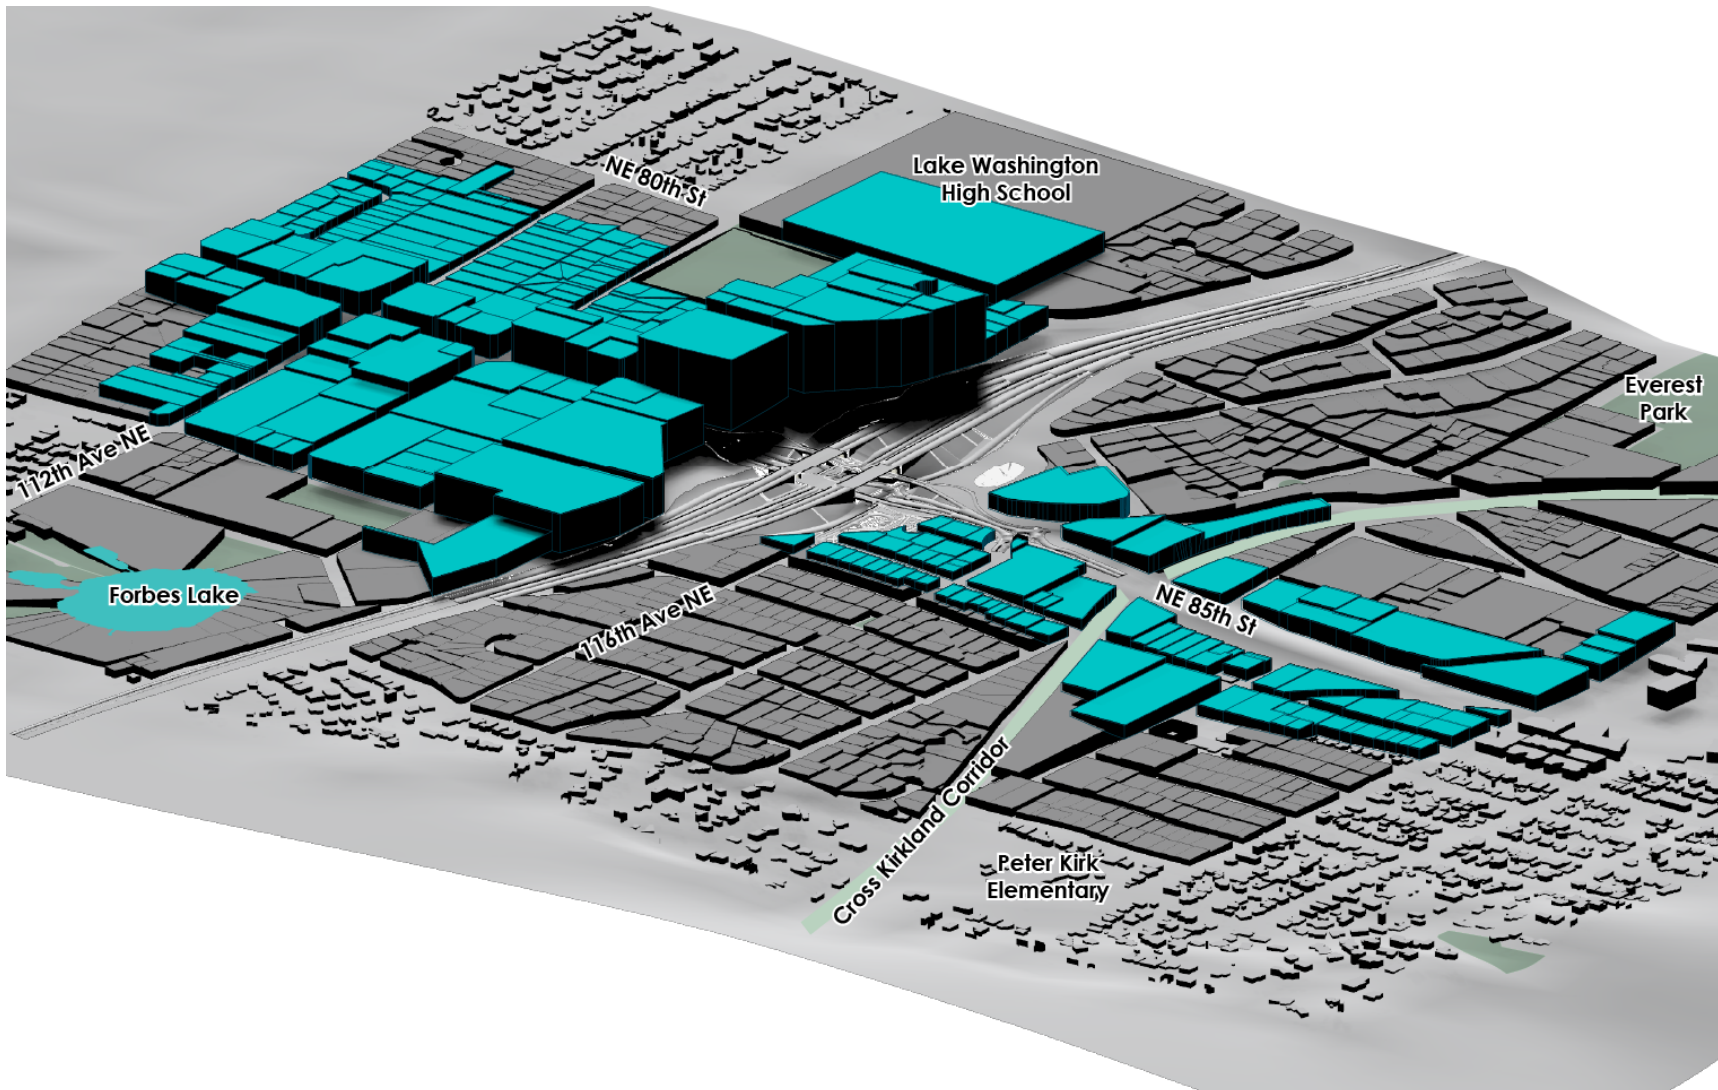 NE 80th St
Lake Washington
High School
Everest
Park
112th Ave NE
Forbes Lake
116th Ave NE
NE 85th St
Cross Kirkland Corridor
Peter Kirk
Elementary